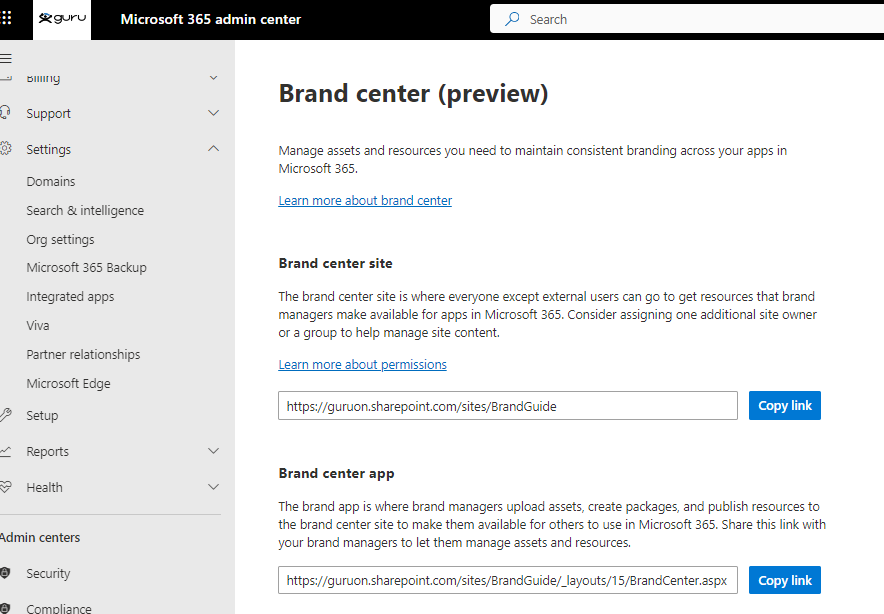 guru
Microsoft 365 admin center
Search
Billing
Support
Settings
Domains
Search & intelligence
Org settings
Microsoft 365 Backup
Integrated apps
Viva
Partner relationships
Microsoft Edge
Setup
Reports
Health
Admin centers
Security
Compliance
Brand center (preview)
Manage assets and resources you need to maintain consistent branding across your apps in
Microsoft 365.
Learn more about brand center
Brand center site
The brand center site is where everyone except external users can go to get resources that brand
managers make available for apps in Microsoft 365. Consider assigning one additional site owner
or a group to help manage site content.
Learn more about permissions
https://guruon.sharepoint.com/sites/BrandGuide
Copy link
Brand center app
The brand app is where brand managers upload assets, create packages, and publish resources to
the brand center site to make them available for others to use in Microsoft 365. Share this link with
your brand managers to let them manage assets and resources.
https://guruon.sharepoint.com/sites/BrandGuide/_layouts/15/BrandCenter.aspx
Copy link